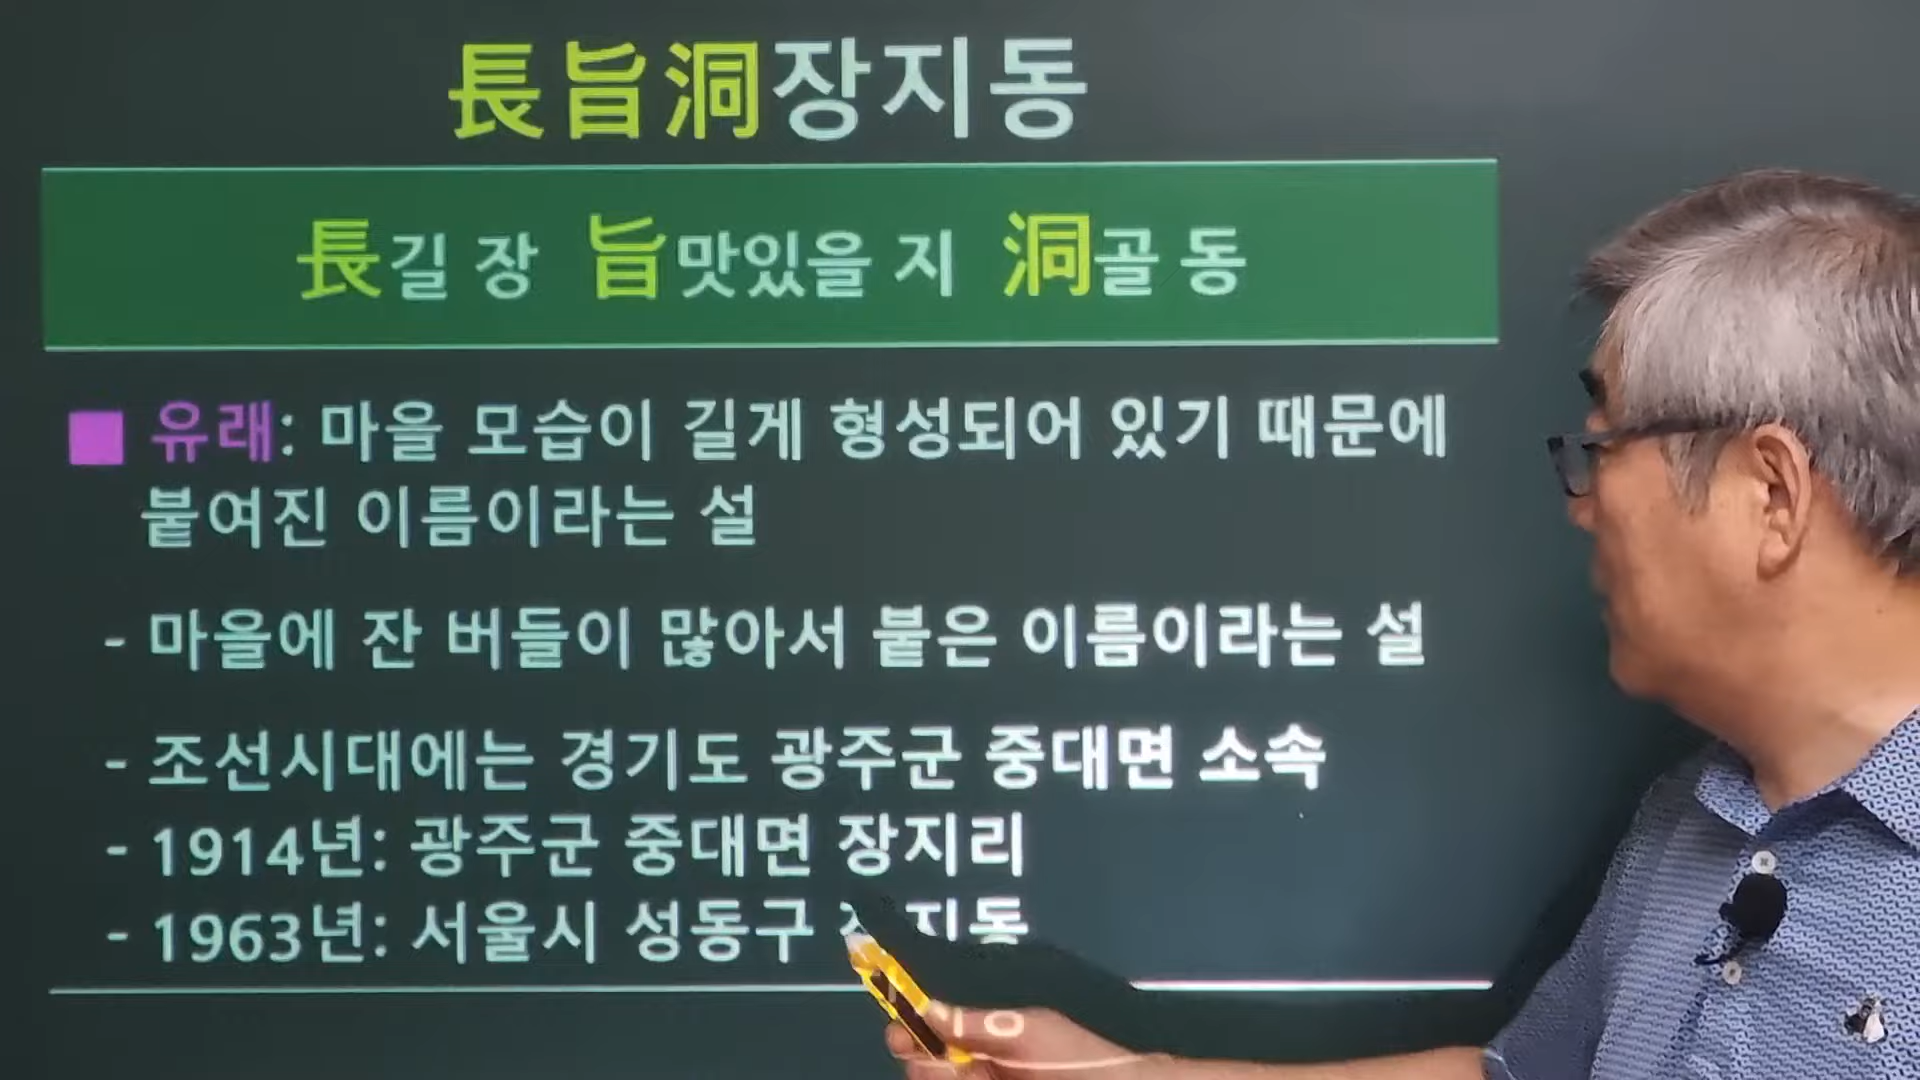 長旨洞장지동
長길 장 旨맛있을 지 洞골 동
■ 유래: 마을 모습이 길게 형성되어 있기 때문에
붙여진 이름이라는 설
- 마을에 잔 버들이 많아서 붙은 이름이라는 설
- 조선시대에는 경기도 광주군 중대면 소속
- 1914년: 광주군 중대면 장지리
- 1963년: 서울시 성동구 지동